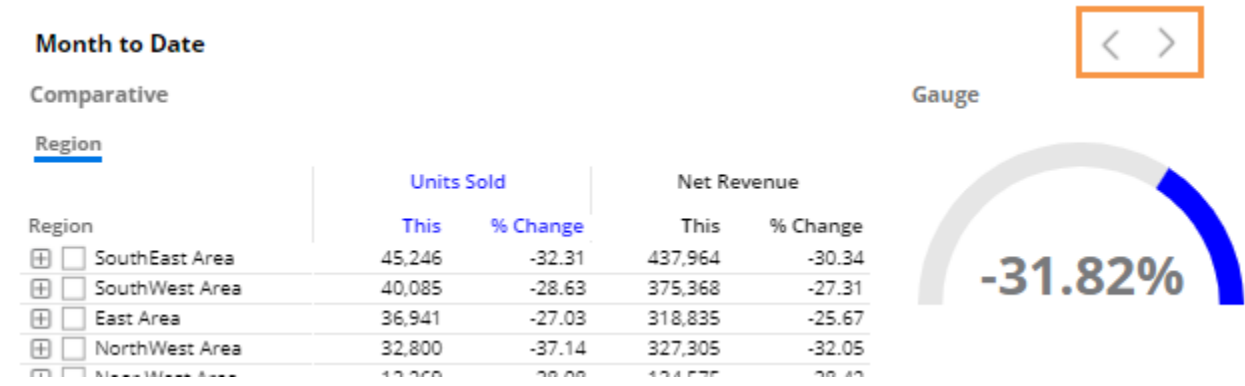 Month to Date
Comparative
Gauge
Region
Units Sold Net Revenue
Region This % Change This % Change
SouthEast Area 45,246 -32.31 437,964 -30.34
SouthWest Area 40,085 -28.63 375,368 -27.31
East Area 36,941 -27.03 318,835 -25.67
NorthWest Area 32,800 -37.14 327,305 -32.05
-31.82%